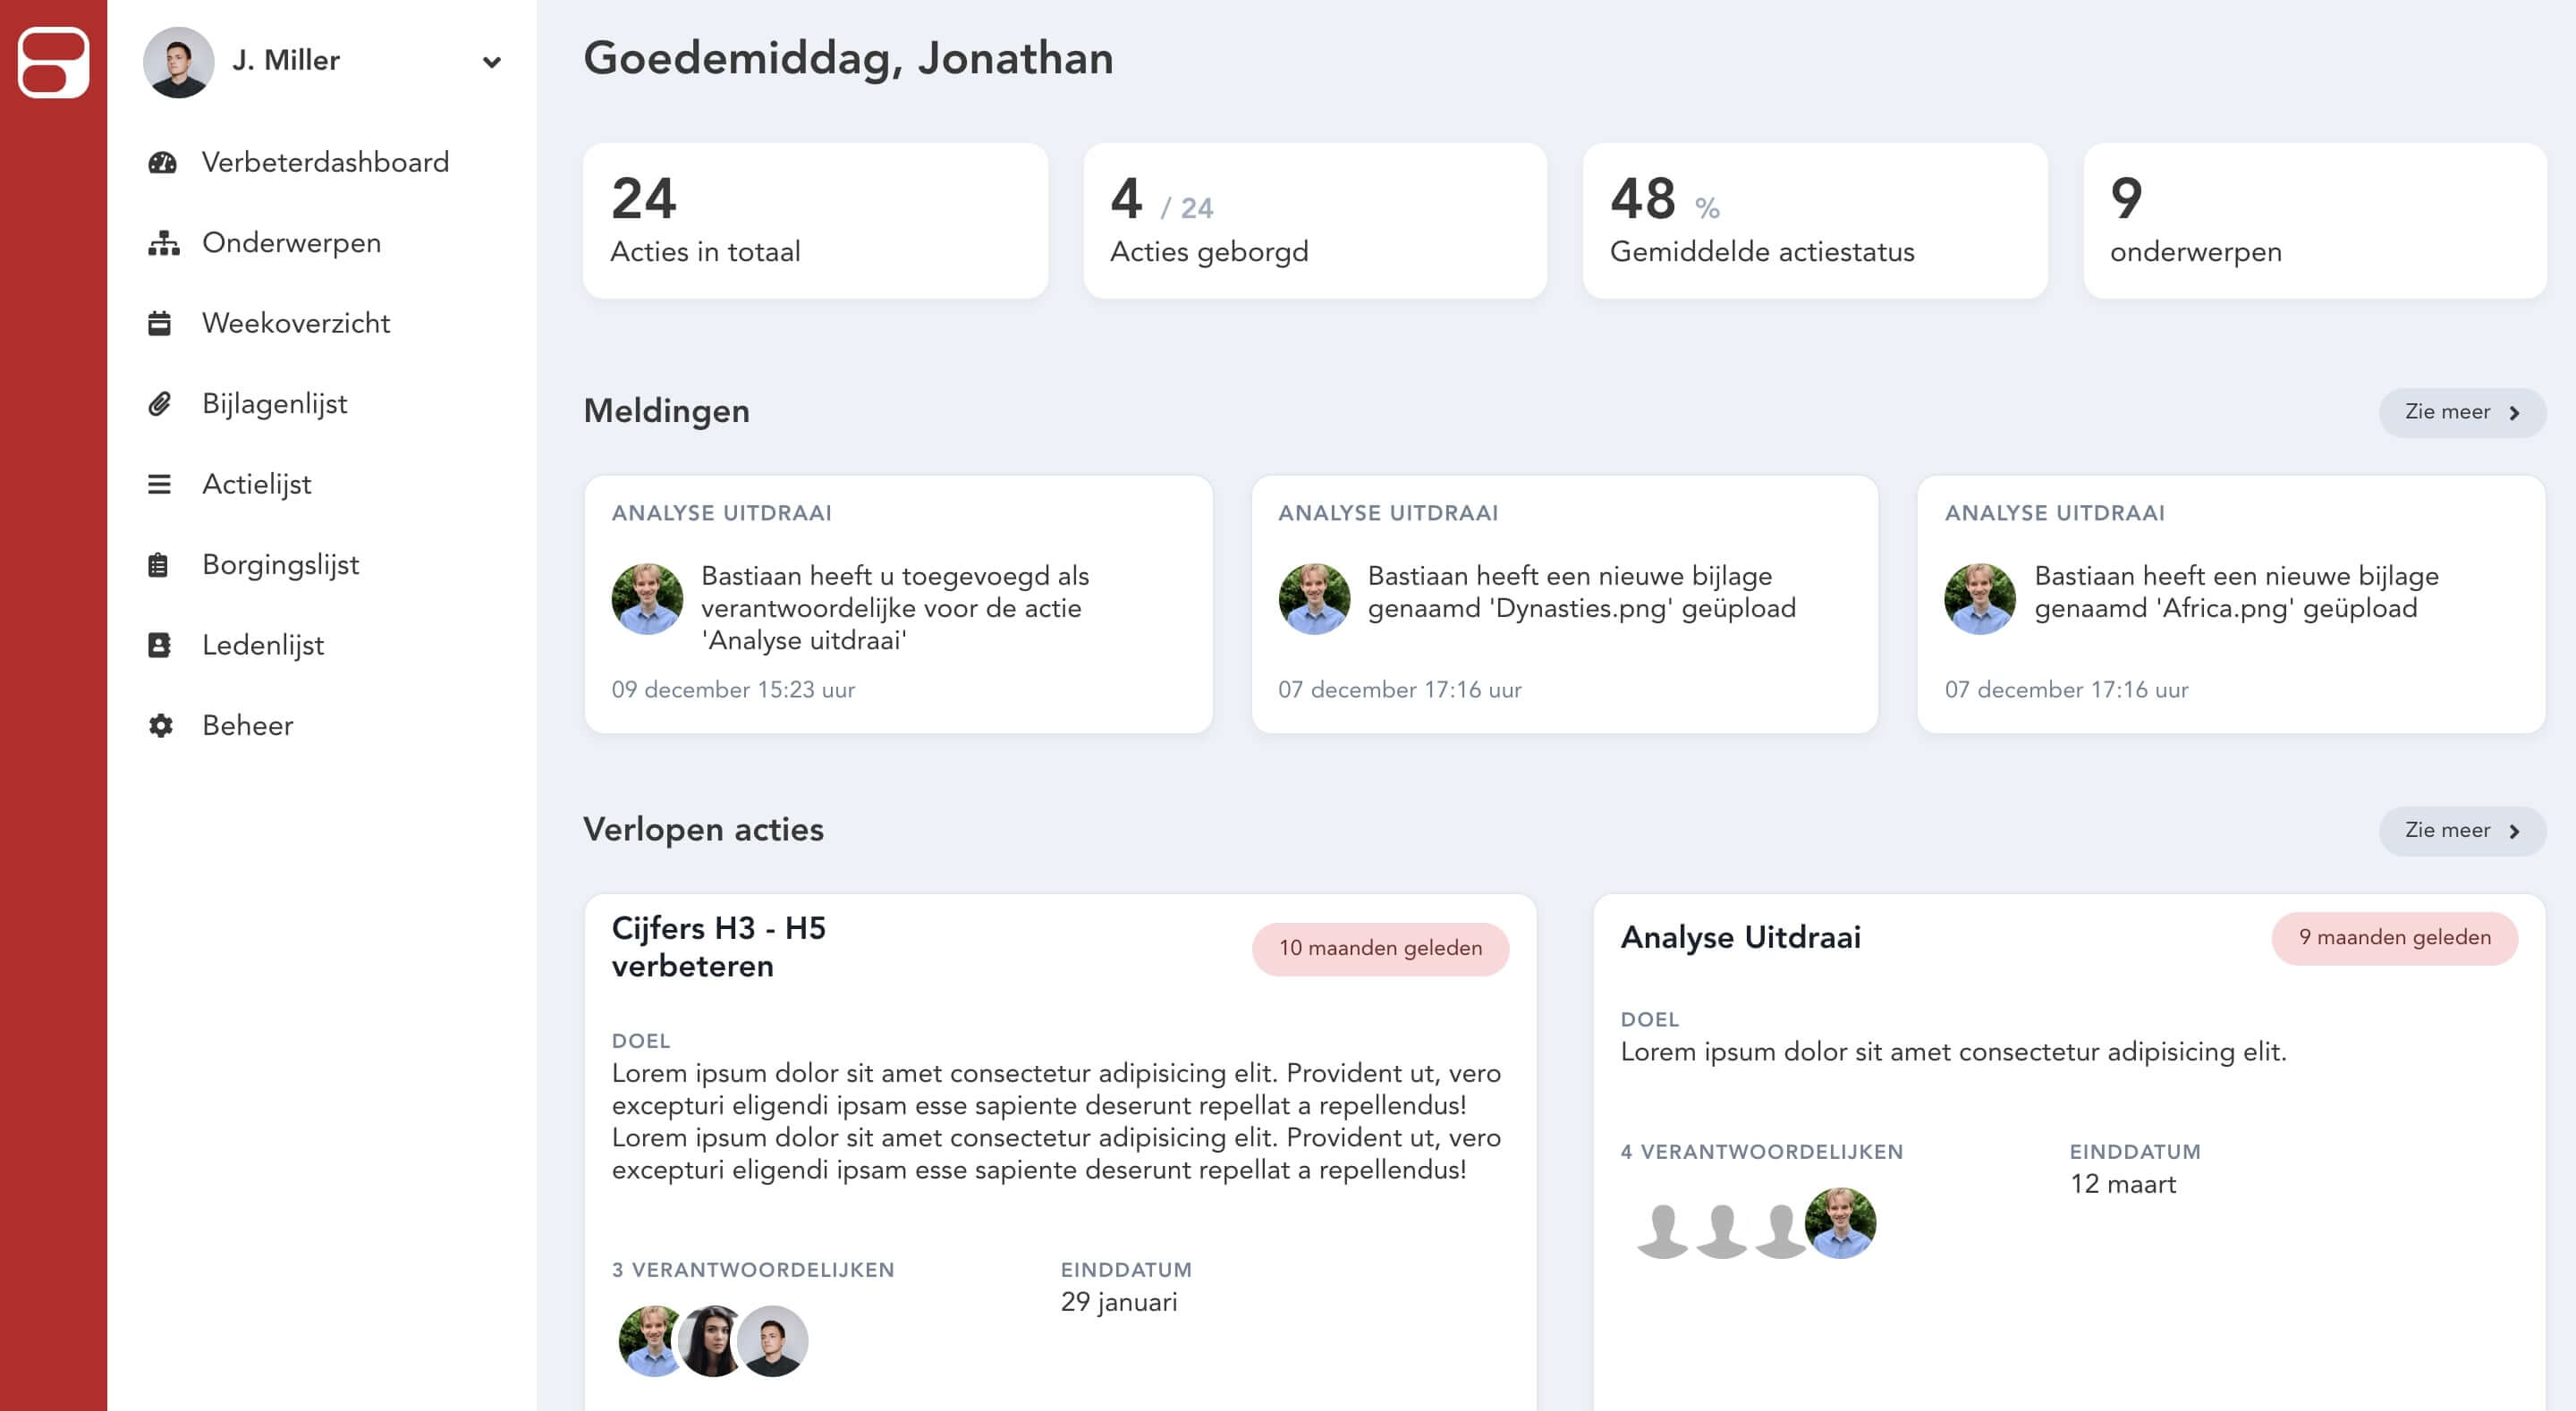 J. Miller
Verbeterdashboard
Onderwerpen
Weekoverzicht
Bijlagenlijst
Actielijst
Borgingslijst
Ledenlijst
Beheer
Goedemiddag, Jonathan
24
Acties in totaal
4 / 24
Acties geborgd
48 %
Gemiddelde actiestatus
9
onderwerpen
Meldingen
Zie meer
ANALYSE UITDRAAI
Bastiaan heeft u toegevoegd als
verantwoordelijke voor de actie
'Analyse uitdraai'
09 december 15:23 uur
ANALYSE UITDRAAI
Bastiaan heeft een nieuwe bijlage
genaamd 'Dynasties.png' geüpload
07 december 17:16 uur
ANALYSE UITDRAAI
Bastiaan heeft een nieuwe bijlage
genaamd 'Africa.png' geüpload
07 december 17:16 uur
Verlopen acties
Zie meer
Cijfers H3 - H5
verbeteren
10 maanden geleden
DOEL
Lorem ipsum dolor sit amet consectetur adipisicing elit. Provident ut, vero
excepturi eligendi ipsam esse sapiente deserunt repellat a repellendus!
Lorem ipsum dolor sit amet consectetur adipisicing elit. Provident ut, vero
excepturi eligendi ipsam esse sapiente deserunt repellat a repellendus!
3 VERANTWOORDELIJKEN
EINDDATUM
29 januari
Analyse Uitdraai
9 maanden geleden
DOEL
Lorem ipsum dolor sit amet consectetur adipisicing elit.
4 VERANTWOORDELIJKEN
EINDDATUM
12 maart